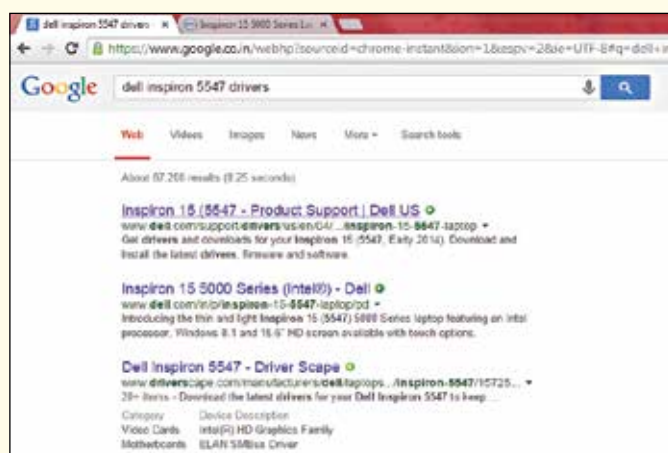 dell inspiron 5547 drivers
Inspiron 15 5000 Series
https://www.google.co.in/webhp?sourceid=chrome-instant&ion=1&espv=2&ie=UTF-8#q=dell+
Google
dell inspiron 5547 drivers
Web Videos Images News More Search tools
About results seconds)
Inspiron 15 (5547 - Product Support | Dell US
www.dell.com/support/drivers/us/en/04/...inspiron-15-5547-laptop
Get drivers and downloads for your Inspiron 15 (5547, Early 2014). Download and
install the latest drivers, firmware and software.
Inspiron 15 5000 Series (Intel®) - Dell
www.dell.com/in/p/inspiron-15-5547-laptop/pd
Introducing the thin and light Inspiron 15 (5547) 5000 Series laptop featuring an Intel
processor, Windows 8.1 and 15.6" HD screen available with touch options.
Dell Inspiron 5547 - Driver Scape
www.driverscape.com/manufacturers/dell/laptops.../inspiron-5547/15725...
20+ items - Download the latest drivers for your Dell Inspiron 5547 to keep ...
Category Device Description
Video Cards Intel(R) HD Graphics Family
Motherboards ELAN SMBus Driver